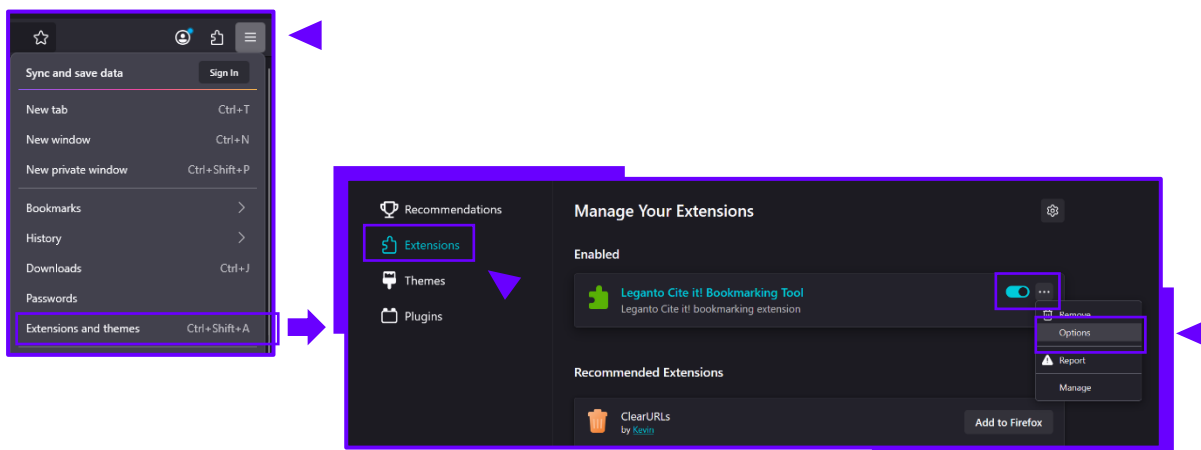 Sync and save data Sign In
New tab Ctrl+T
New window Ctrl+N
New private window Ctrl+Shift+P
Bookmarks
History
Downloads Ctrl+J
Passwords
Extensions and themes Ctrl+Shift+A
Recommendations
Extensions
Themes
Plugins
Manage Your Extensions
Enabled
Leganto Cite it! Bookmarking Tool
Leganto Cite it! bookmarking extension
Remove
Options
Report
Manage
Recommended Extensions
ClearURLs
by Kevin
Add to Firefox